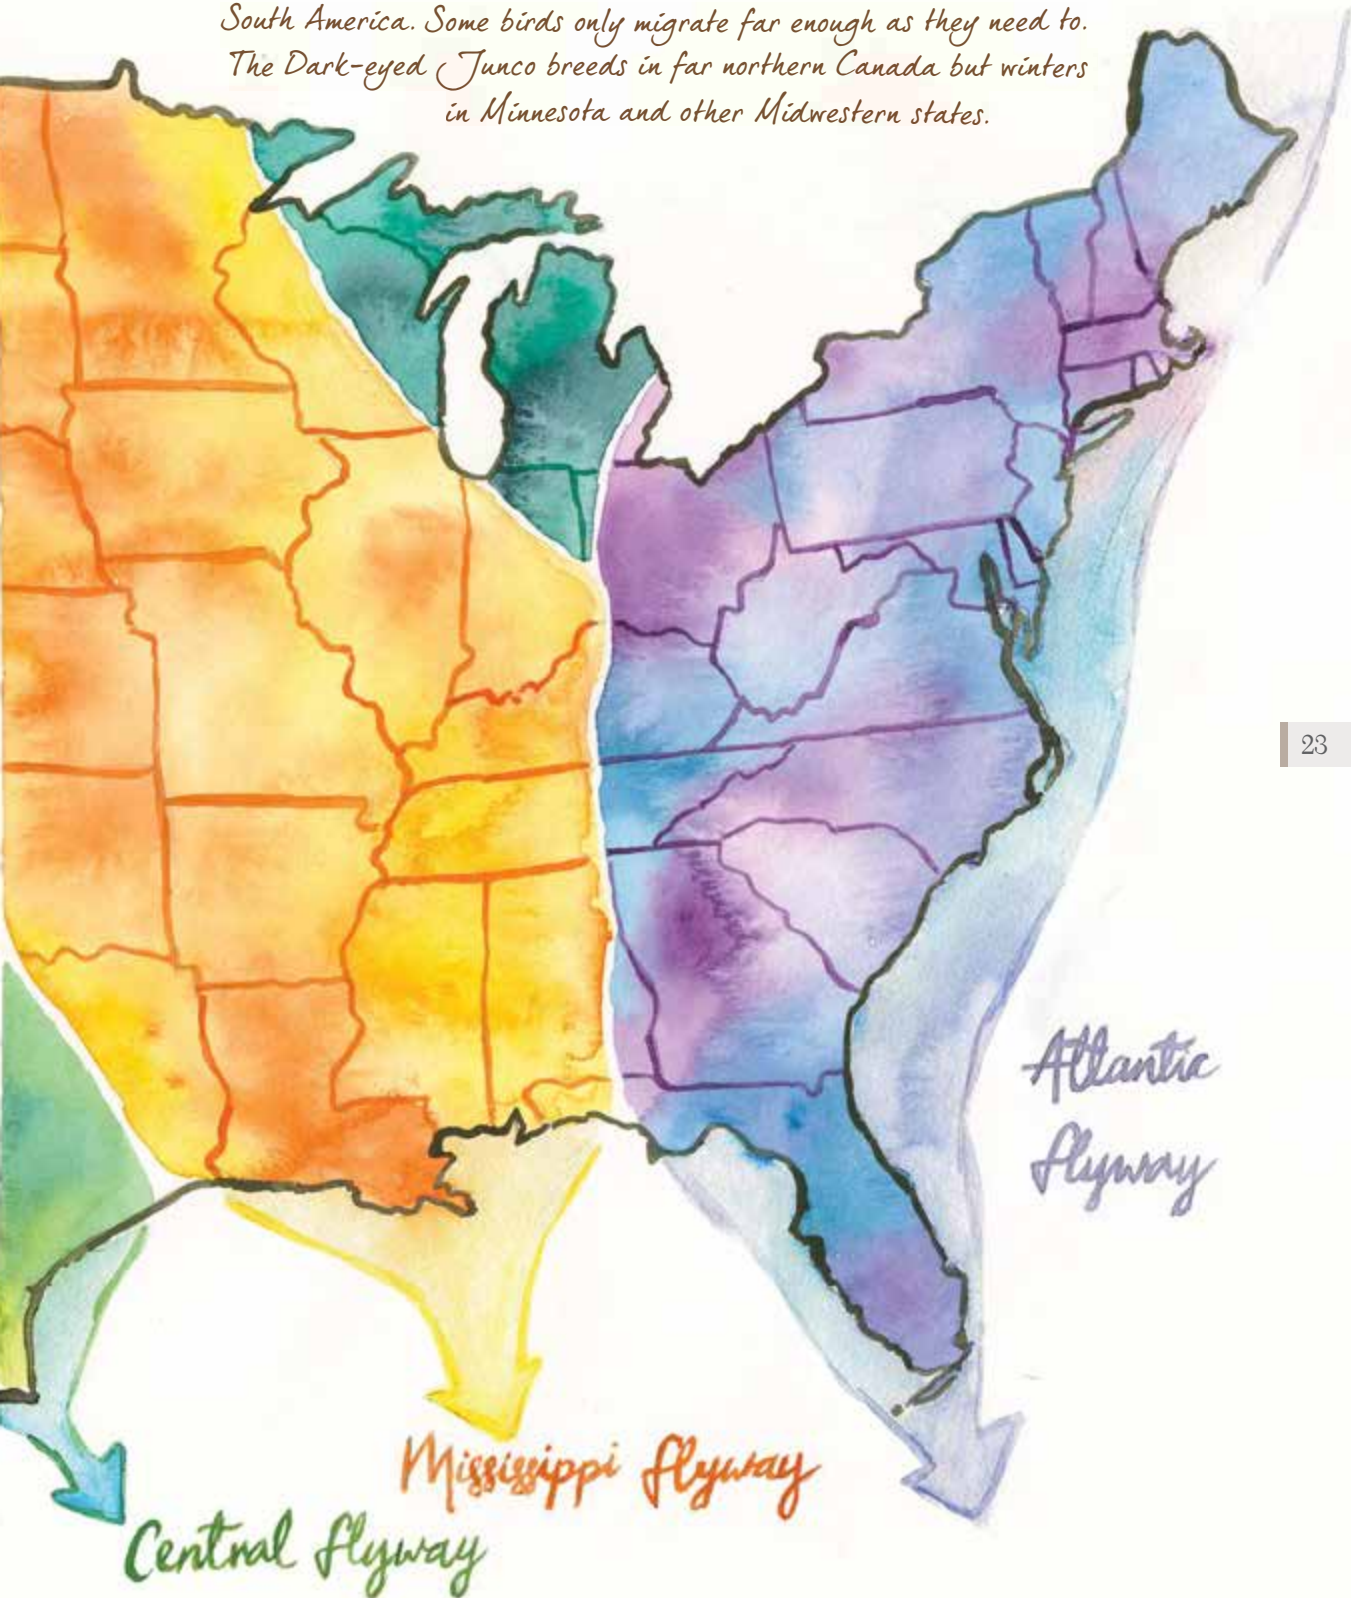 South America. Some birds only migrate far enough as they need to.
The Dark-eyed Junco breeds in far northern Canada but winters
in Minnesota and other Midwestern states.
23
Atlantic
flyway
Mississippi flyway
Central flyway